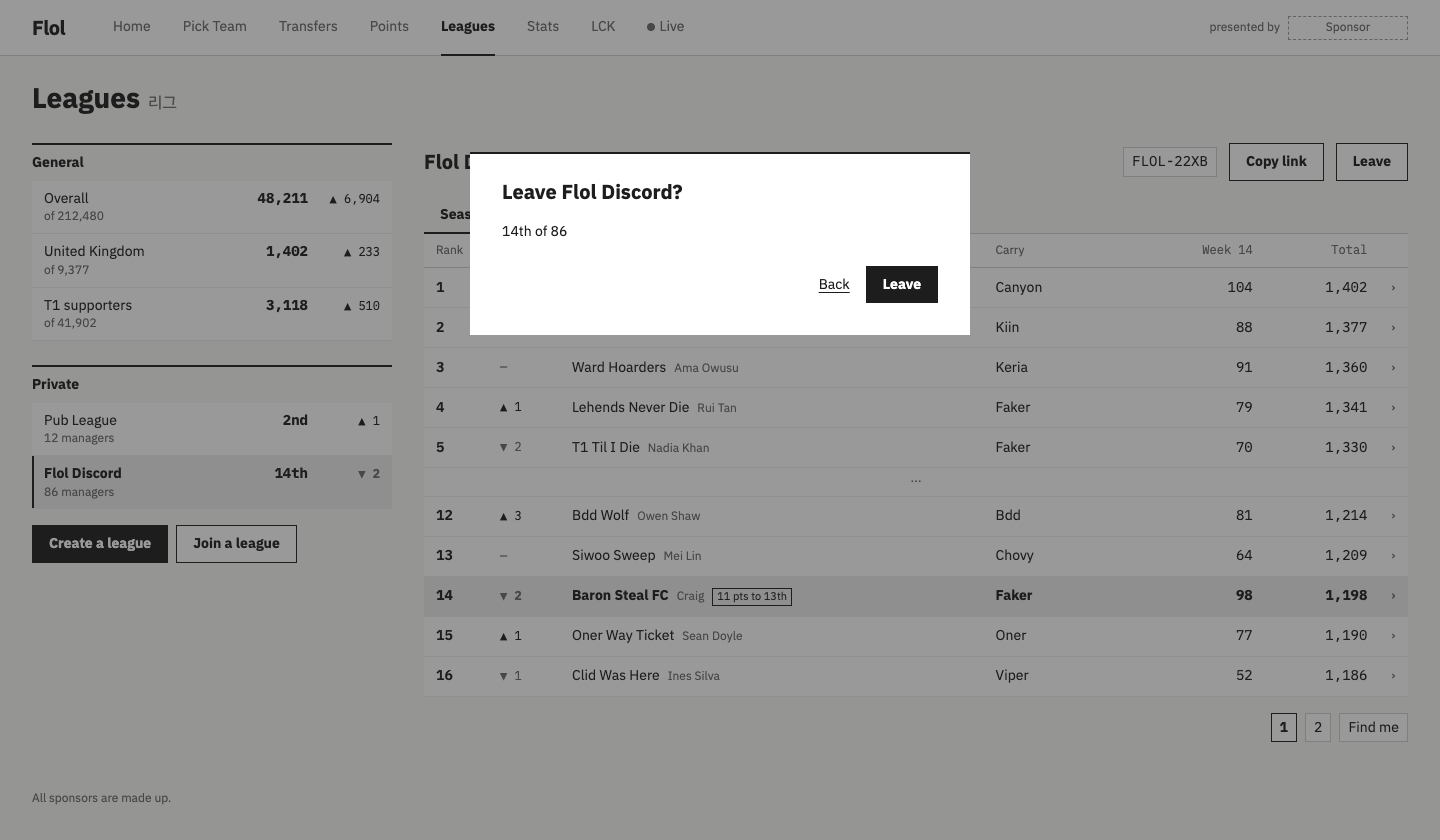 Flol Home Pick Team Transfers Points Leagues Stats LCK Live presented by Sponsor
Leagues 리그
General
Overall 48,211 ▲ 6,904
of 212,480
United Kingdom 1,402 ▲ 233
of 9,377
T1 supporters 3,118 ▲ 510
of 41,902
Private
Pub League 2nd ▲ 1
12 managers
Flol Discord 14th ▼ 2
86 managers
Create a league Join a league
Flol D FLOL-22XB Copy link Leave
Seas
Leave Flol Discord?
14th of 86
Back Leave
Rank Carry Week 14 Total
1 Canyon 104 1,402 ›
2 Kiin 88 1,377 ›
3 – Ward Hoarders Ama Owusu Keria 91 1,360 ›
4 ▲ 1 Lehends Never Die Rui Tan Faker 79 1,341 ›
5 ▼ 2 T1 Til I Die Nadia Khan Faker 70 1,330 ›
…
12 ▲ 3 Bdd Wolf Owen Shaw Bdd 81 1,214 ›
13 – Siwoo Sweep Mei Lin Chovy 64 1,209 ›
14 ▼ 2 Baron Steal FC Craig 11 pts to 13th Faker 98 1,198 ›
15 ▲ 1 Oner Way Ticket Sean Doyle Oner 77 1,190 ›
16 ▼ 1 Clid Was Here Ines Silva Viper 52 1,186 ›
1 2 Find me
All sponsors are made up.